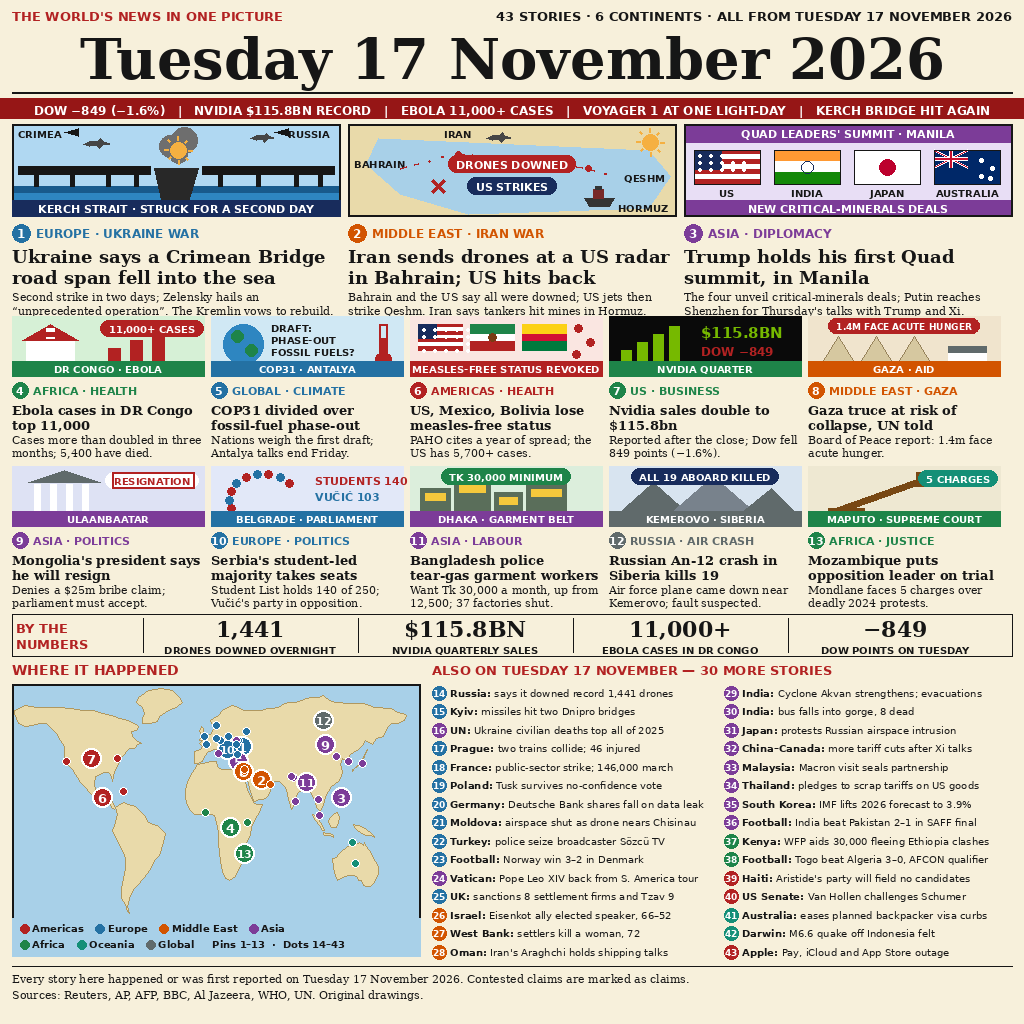 THE WORLD'S NEWS IN ONE PICTURE
43 STORIES · 6 CONTINENTS · ALL FROM TUESDAY 17 NOVEMBER 2026
Tuesday 17 November 2026
DOW −849 (−1.6%) | NVIDIA $115.8BN RECORD | EBOLA 11,000+ CASES | VOYAGER 1 AT ONE LIGHT-DAY | KERCH BRIDGE HIT AGAIN
CRIMEA
RUSSIA
KERCH STRAIT · STRUCK FOR A SECOND DAY
1 EUROPE · UKRAINE WAR
Ukraine says a Crimean Bridge
road span fell into the sea
Second strike in two days; Zelensky hails an
“unprecedented operation”. The Kremlin vows to rebuild.
IRAN
BAHRAIN
DRONES DOWNED
US STRIKES
QESHM
HORMUZ
2 MIDDLE EAST · IRAN WAR
Iran sends drones at a US radar
in Bahrain; US hits back
Bahrain and the US say all were downed; US jets then
strike Qeshm. Iran says tankers hit mines in Hormuz.
QUAD LEADERS' SUMMIT · MANILA
US
INDIA
JAPAN
AUSTRALIA
NEW CRITICAL-MINERALS DEALS
3 ASIA · DIPLOMACY
Trump holds his first Quad
summit, in Manila
The four unveil critical-minerals deals; Putin reaches
Shenzhen for Thursday's talks with Trump and Xi.
11,000+ CASES
DR CONGO · EBOLA
4 AFRICA · HEALTH
Ebola cases in DR Congo
top 11,000
Cases more than doubled in three
months; 5,400 have died.
DRAFT:
PHASE-OUT
FOSSIL FUELS?
COP31 · ANTALYA
5 GLOBAL · CLIMATE
COP31 divided over
fossil-fuel phase-out
Nations weigh the first draft;
Antalya talks end Friday.
MEASLES-FREE STATUS REVOKED
6 AMERICAS · HEALTH
US, Mexico, Bolivia lose
measles-free status
PAHO cites a year of spread; the
US has 5,700+ cases.
$115.8BN
DOW −849
NVIDIA QUARTER
7 US · BUSINESS
Nvidia sales double to
$115.8bn
Reported after the close; Dow fell
849 points (−1.6%).
1.4M FACE ACUTE HUNGER
GAZA · AID
8 MIDDLE EAST · GAZA
Gaza truce at risk of
collapse, UN told
Board of Peace report: 1.4m face
acute hunger.
RESIGNATION
ULAANBAATAR
9 ASIA · POLITICS
Mongolia's president says
he will resign
Denies a $25m bribe claim;
parliament must accept.
STUDENTS 140
VUČIĆ 103
BELGRADE · PARLIAMENT
10 EUROPE · POLITICS
Serbia's student-led
majority takes seats
Student List holds 140 of 250;
Vučić's party in opposition.
TK 30,000 MINIMUM
DHAKA · GARMENT BELT
11 ASIA · LABOUR
Bangladesh police
tear-gas garment workers
Want Tk 30,000 a month, up from
12,500; 37 factories shut.
ALL 19 ABOARD KILLED
KEMEROVO · SIBERIA
12 RUSSIA · AIR CRASH
Russian An-12 crash in
Siberia kills 19
Air force plane came down near
Kemerovo; fault suspected.
5 CHARGES
MAPUTO · SUPREME COURT
13 AFRICA · JUSTICE
Mozambique puts
opposition leader on trial
Mondlane faces 5 charges over
deadly 2024 protests.
BY THE
NUMBERS
1,441
DRONES DOWNED OVERNIGHT
$115.8BN
NVIDIA QUARTERLY SALES
11,000+
EBOLA CASES IN DR CONGO
−849
DOW POINTS ON TUESDAY
WHERE IT HAPPENED
12
7
9
10
2
11
6
3
4
13
Americas
Europe
Middle East
Asia
Africa
Oceania
Global
Pins 1–13 · Dots 14–43
ALSO ON TUESDAY 17 NOVEMBER — 30 MORE STORIES
14 Russia: says it downed record 1,441 drones
15 Kyiv: missiles hit two Dnipro bridges
16 UN: Ukraine civilian deaths top all of 2025
17 Prague: two trains collide; 46 injured
18 France: public-sector strike; 146,000 march
19 Poland: Tusk survives no-confidence vote
20 Germany: Deutsche Bank shares fall on data leak
21 Moldova: airspace shut as drone nears Chisinau
22 Turkey: police seize broadcaster Sözcü TV
23 Football: Norway win 3–2 in Denmark
24 Vatican: Pope Leo XIV back from S. America tour
25 UK: sanctions 8 settlement firms and Tzav 9
26 Israel: Eisenkot ally elected speaker, 66–52
27 West Bank: settlers kill a woman, 72
28 Oman: Iran's Araghchi holds shipping talks
29 India: Cyclone Akvan strengthens; evacuations
30 India: bus falls into gorge, 8 dead
31 Japan: protests Russian airspace intrusion
32 China–Canada: more tariff cuts after Xi talks
33 Malaysia: Macron visit seals partnership
34 Thailand: pledges to scrap tariffs on US goods
35 South Korea: IMF lifts 2026 forecast to 3.9%
36 Football: India beat Pakistan 2–1 in SAFF final
37 Kenya: WFP aids 30,000 fleeing Ethiopia clashes
38 Football: Togo beat Algeria 3–0, AFCON qualifier
39 Haiti: Aristide's party will field no candidates
40 US Senate: Van Hollen challenges Schumer
41 Australia: eases planned backpacker visa curbs
42 Darwin: M6.6 quake off Indonesia felt
43 Apple: Pay, iCloud and App Store outage
Every story here happened or was first reported on Tuesday 17 November 2026. Contested claims are marked as claims.
Sources: Reuters, AP, AFP, BBC, Al Jazeera, WHO, UN. Original drawings.